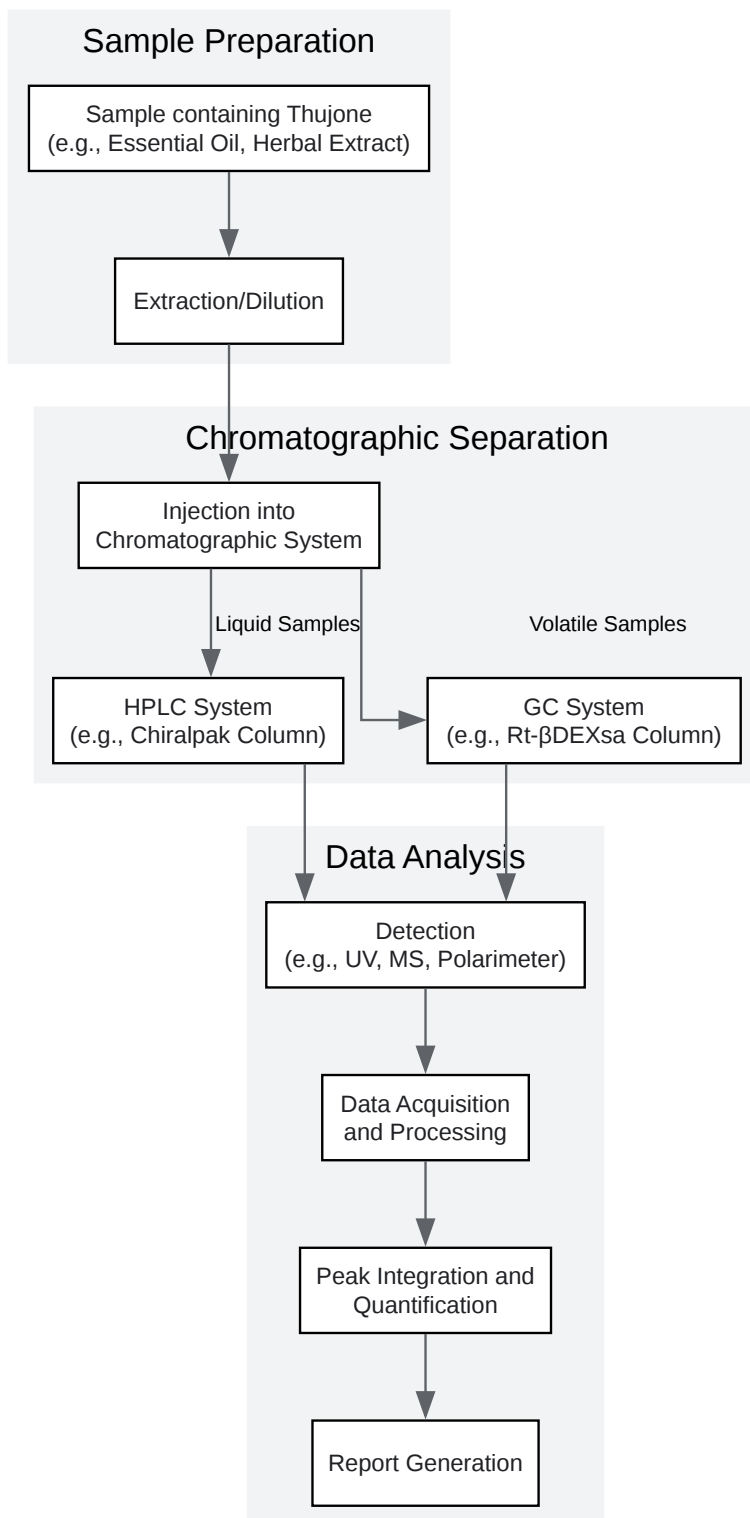 Sample Preparation
Sample containing Thujone
(e.g., Essential Oil, Herbal Extract)
Extraction/Dilution
Chromatographic Separation
Injection into
Chromatographic System
Liquid Samples
Volatile Samples
HPLC System
(e.g., Chiralpak Column)
GC System
(e.g., Rt-βDEXsa Column)
Data Analysis
Detection
(e.g., UV, MS, Polarimeter)
Data Acquisition
and Processing
Peak Integration and
Quantification
Report Generation